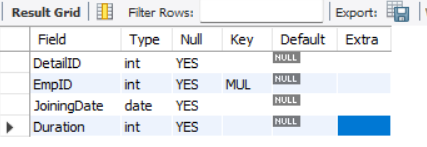 Result Grid Filter Rows: Export:
Field Type Null Key Default Extra
DetailID int YES NULL
EmpID int YES MUL NULL
JoiningDate date YES NULL
Duration int YES NULL